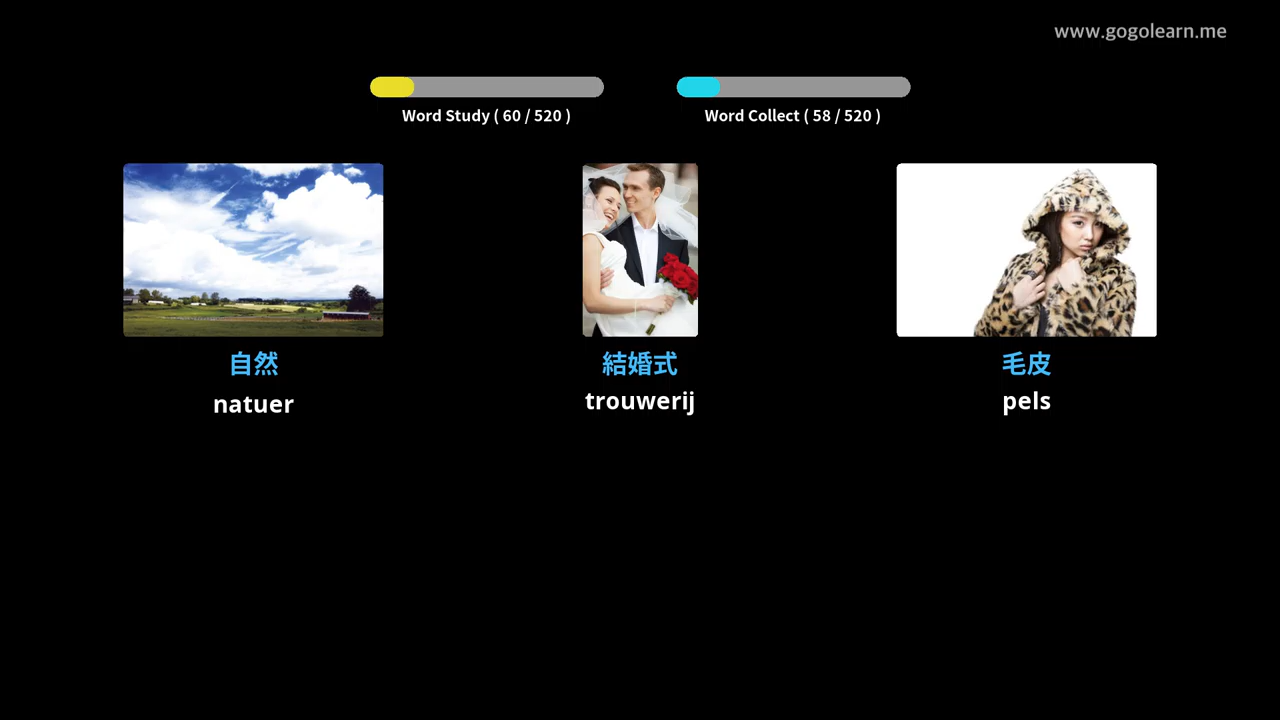 www.gogolearn.me
Word Study ( 60 / 520 )
Word Collect ( 58 / 520 )
自然
natuer
結婚式
trouwerij
毛皮
pels